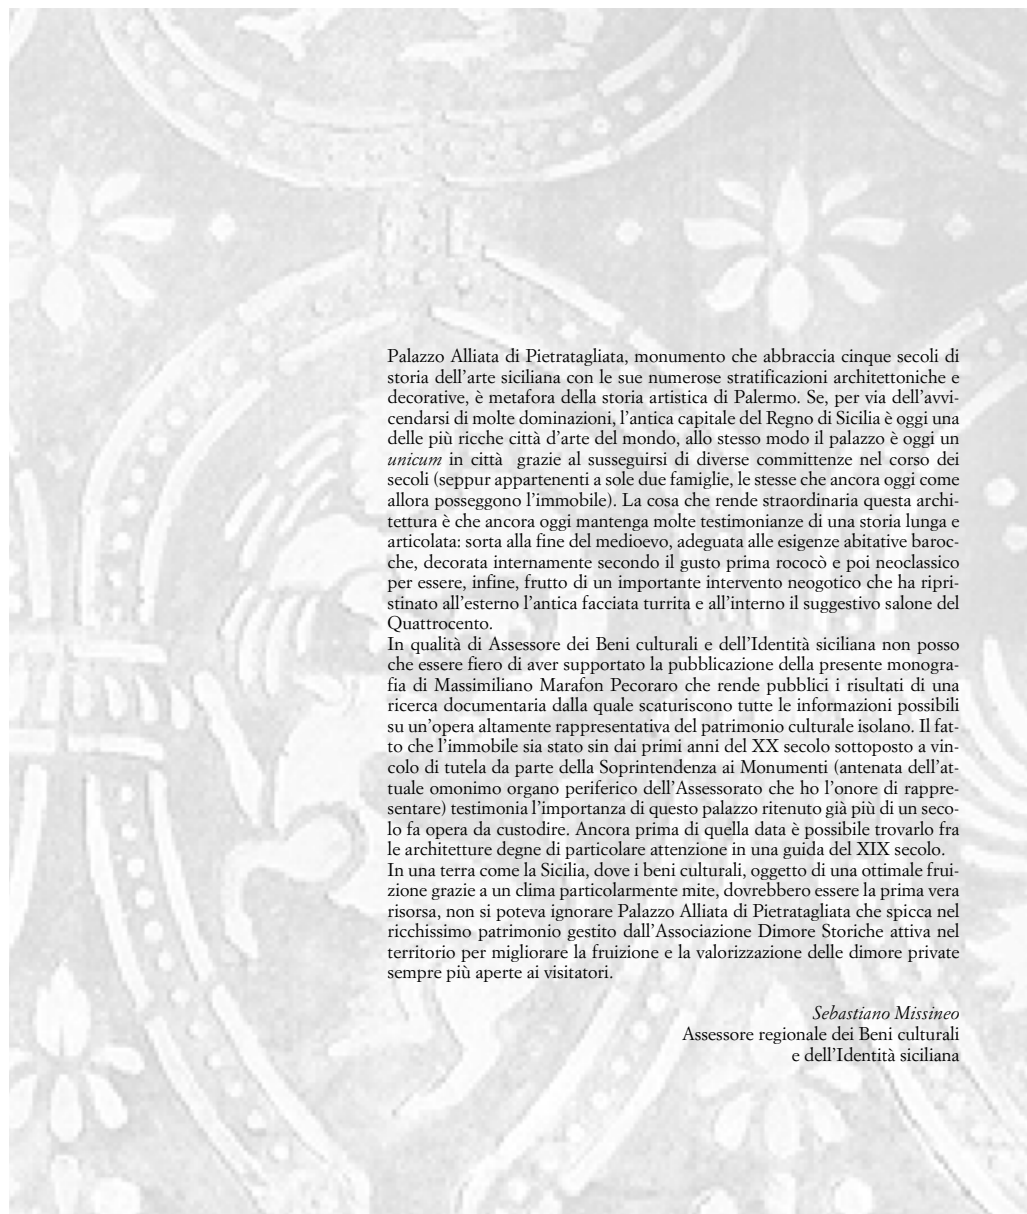 Palazzo Alliata di Pietratagliata, monumento che abbraccia cinque secoli di
storia dell’arte siciliana con le sue numerose stratificazioni architettoniche e
decorative, è metafora della storia artistica di Palermo. Se, per via dell’avvi-
cendarsi di molte dominazioni, l’antica capitale del Regno di Sicilia è oggi una
delle più ricche città d’arte del mondo, allo stesso modo il palazzo è oggi un
unicum in città grazie al susseguirsi di diverse committenze nel corso dei
secoli (seppur appartenenti a sole due famiglie, le stesse che ancora oggi come
allora posseggono l’immobile). La cosa che rende straordinaria questa archi-
tettura è che ancora oggi mantenga molte testimonianze di una storia lunga e
articolata: sorta alla fine del medioevo, adeguata alle esigenze abitative baroc-
che, decorata internamente secondo il gusto prima rococò e poi neoclassico
per essere, infine, frutto di un importante intervento neogotico che ha ripri-
stinato all’esterno l’antica facciata turrita e all’interno il suggestivo salone del
Quattrocento.
In qualità di Assessore dei Beni culturali e dell’Identità siciliana non posso
che essere fiero di aver supportato la pubblicazione della presente monogra-
fia di Massimiliano Marafon Pecoraro che rende pubblici i risultati di una
ricerca documentaria dalla quale scaturiscono tutte le informazioni possibili
su un’opera altamente rappresentativa del patrimonio culturale isolano. Il fat-
to che l’immobile sia stato sin dai primi anni del XX secolo sottoposto a vin-
colo di tutela da parte della Soprintendenza ai Monumenti (antenata dell’at-
tuale omonimo organo periferico dell’Assessorato che ho l’onore di rappre-
sentare) testimonia l’importanza di questo palazzo ritenuto già più di un seco-
lo fa opera da custodire. Ancora prima di quella data è possibile trovarlo fra
le architetture degne di particolare attenzione in una guida del XIX secolo.
In una terra come la Sicilia, dove i beni culturali, oggetto di una ottimale frui-
zione grazie a un clima particolarmente mite, dovrebbero essere la prima vera
risorsa, non si poteva ignorare Palazzo Alliata di Pietratagliata che spicca nel
ricchissimo patrimonio gestito dall’Associazione Dimore Storiche attiva nel
territorio per migliorare la fruizione e la valorizzazione delle dimore private
sempre più aperte ai visitatori.
Sebastiano Missineo
Assessore regionale dei Beni culturali
e dell’Identità siciliana